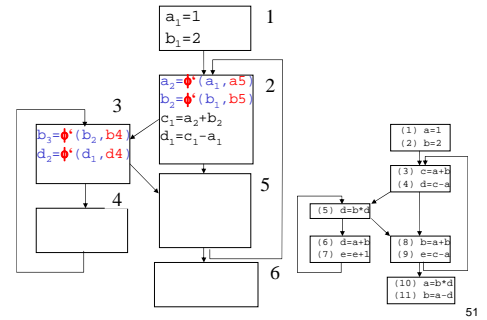 1
a₁=1
b₁=2
2
a₂=ɸ‘(a₁,a5)
b₂=ɸ‘(b₁,b5)
c₁=a₂+b₂
d₁=c₁-a₁
3
b₃=ɸ‘(b₂,b4)
d₂=ɸ‘(d₁,d4)
4
5
6
(1) a=1
(2) b=2
(3) c=a+b
(4) d=c-a
(5) d=b*d
(6) d=a+b
(7) e=e+1
(8) b=a+b
(9) e=c-a
(10) a=b*d
(11) b=a-d
51